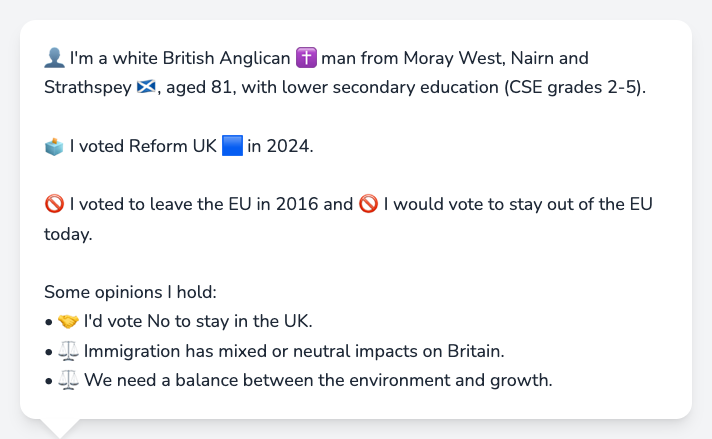 👤 I'm a white British Anglican ✝️ man from Moray West, Nairn and
Strathspey 🏴󠁧󠁢󠁳󠁣󠁴󠁿, aged 81, with lower secondary education (CSE grades 2-5).
🗳️ I voted Reform UK 🟦 in 2024.
🚫 I voted to leave the EU in 2016 and 🚫 I would vote to stay out of the EU
today.
Some opinions I hold:
• 🤝 I'd vote No to stay in the UK.
• ⚖️ Immigration has mixed or neutral impacts on Britain.
• ⚖️ We need a balance between the environment and growth.